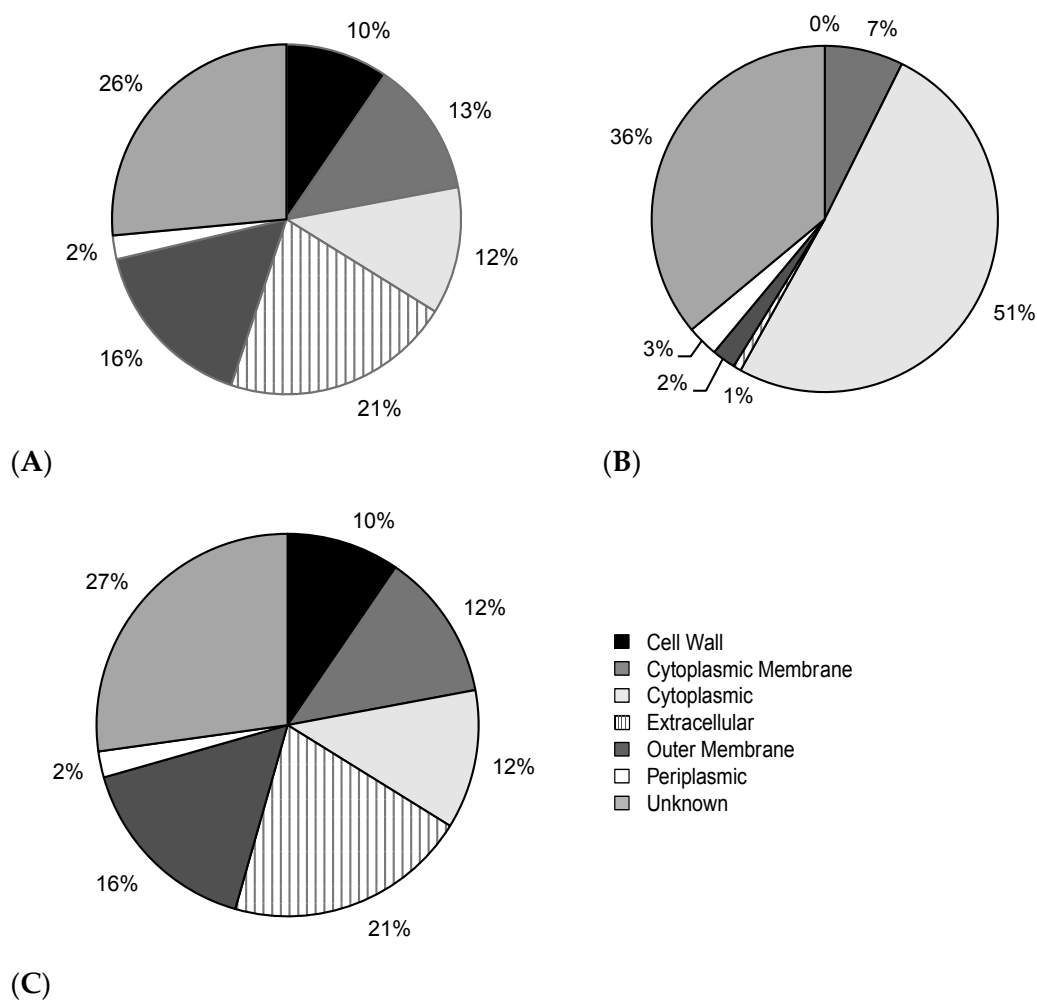 10%
13%
12%
21%
16%
2%
26%
(A)
0%
7%
51%
1%
2%
3%
36%
(B)
10%
12%
12%
21%
16%
2%
27%
(C)
Cell Wall
Cytoplasmic Membrane
Cytoplasmic
Extracellular
Outer Membrane
Periplasmic
Unknown